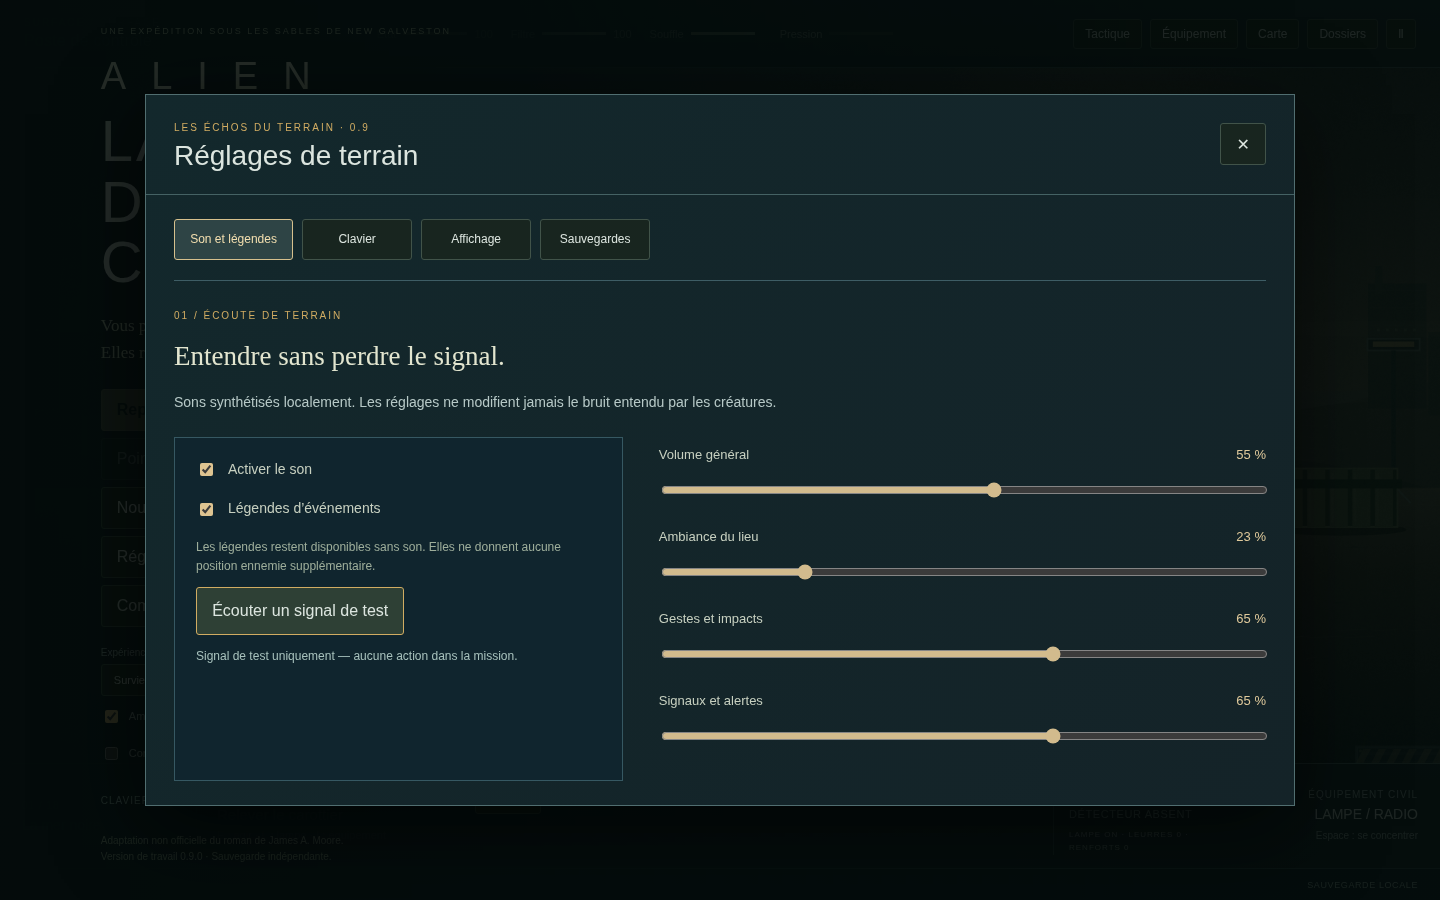 UNE EXPÉDITION SOUS LES SABLES DE NEW GALVESTON
Pression
Tactique
Équipement
Carte
Dossiers
ALIEN
LES ÉCHOS DU TERRAIN · 0.9
Réglages de terrain
✕
Son et légendes
Clavier
Affichage
Sauvegardes
01 / ÉCOUTE DE TERRAIN
Entendre sans perdre le signal.
Sons synthétisés localement. Les réglages ne modifient jamais le bruit entendu par les créatures.
Activer le son
Légendes d’événements
Les légendes restent disponibles sans son. Elles ne donnent aucune
position ennemie supplémentaire.
Écouter un signal de test
Signal de test uniquement — aucune action dans la mission.
Volume général 55 %
Ambiance du lieu 23 %
Gestes et impacts 65 %
Signaux et alertes 65 %
Vous
Elles
Adaptation non officielle du roman de James A. Moore.
Version de travail 0.9.0 · Sauvegarde indépendante.
DÉTECTEUR ABSENT
ÉQUIPEMENT CIVIL
LAMPE / RADIO
Espace : se concentrer
SAUVEGARDE LOCALE